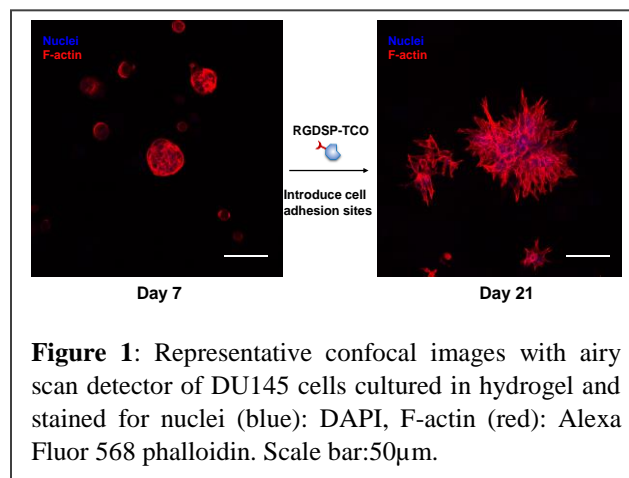 Nuclei
F-actin
RGDSP-TCO
Introduce cell
adhesion sites
Nuclei
F-actin
Day 7
Day 21
Figure 1: Representative confocal images with airy
scan detector of DU145 cells cultured in hydrogel and
stained for nuclei (blue): DAPI, F-actin (red): Alexa
Fluor 568 phalloidin. Scale bar:50µm.